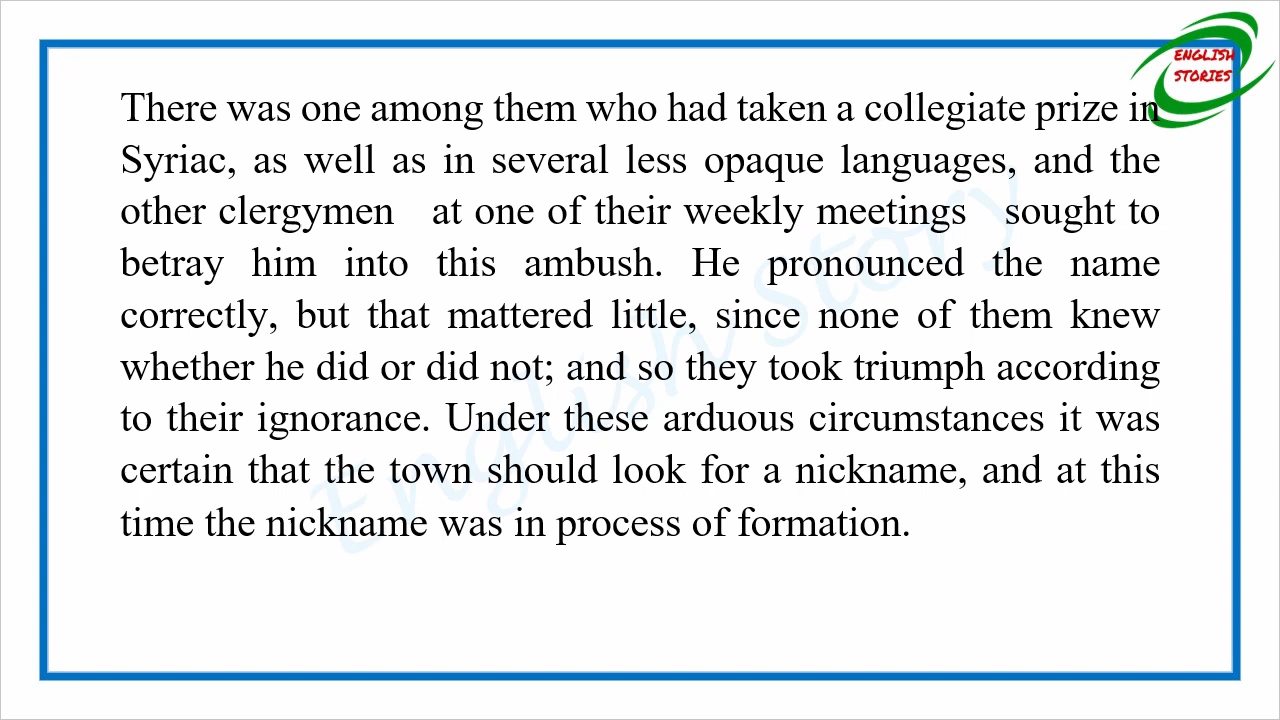 ENGLISH
STORIES
There was one among them who had taken a collegiate prize in
Syriac, as well as in several less opaque languages, and the
other clergymen at one of their weekly meetings sought to
betray him into this ambush. He pronounced the name
correctly, but that mattered little, since none of them knew
whether he did or did not; and so they took triumph according
to their ignorance. Under these arduous circumstances it was
certain that the town should look for a nickname, and at this
time the nickname was in process of formation.
English Story